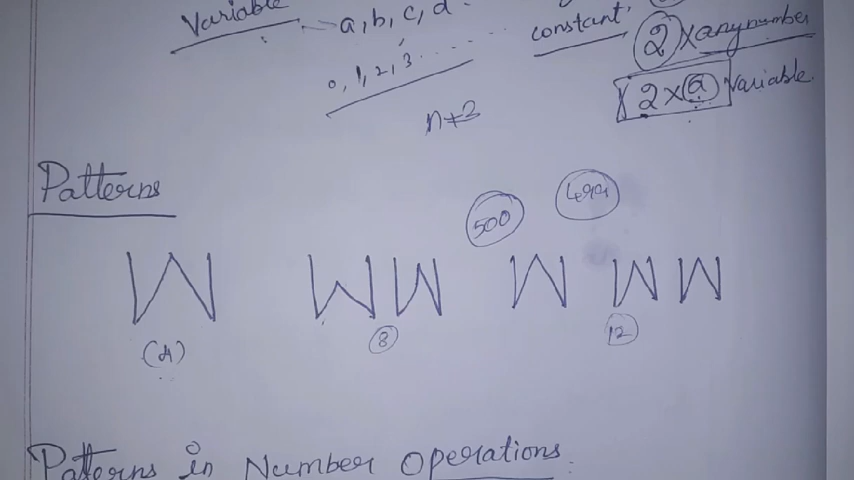 Variable a, b, c, d
constant,
2 × any number
0, 1, 2, 3 ........
2 × a Variable
Patterns
500
W WW W W W
(4) 8 12
Patterns in Number Operations